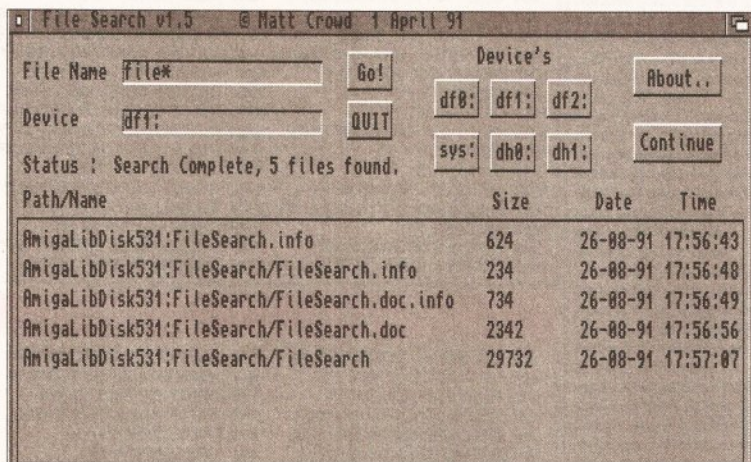 File Search v1.5 © Matt Crowd 1 April 91
File Name file* Go!
Device df1: QUIT
Device's
df0: df1: df2:
sys: dh0: dh1:
About..
Continue
Status : Search Complete, 5 files found.
Path/Name Size Date Time
AmigaLibDisk531:FileSearch.info 624 26-08-91 17:56:43
AmigaLibDisk531:FileSearch/FileSearch.info 234 26-08-91 17:56:48
AmigaLibDisk531:FileSearch/FileSearch.doc.info 734 26-08-91 17:56:49
AmigaLibDisk531:FileSearch/FileSearch.doc 2342 26-08-91 17:56:56
AmigaLibDisk531:FileSearch/FileSearch 29732 26-08-91 17:57:07